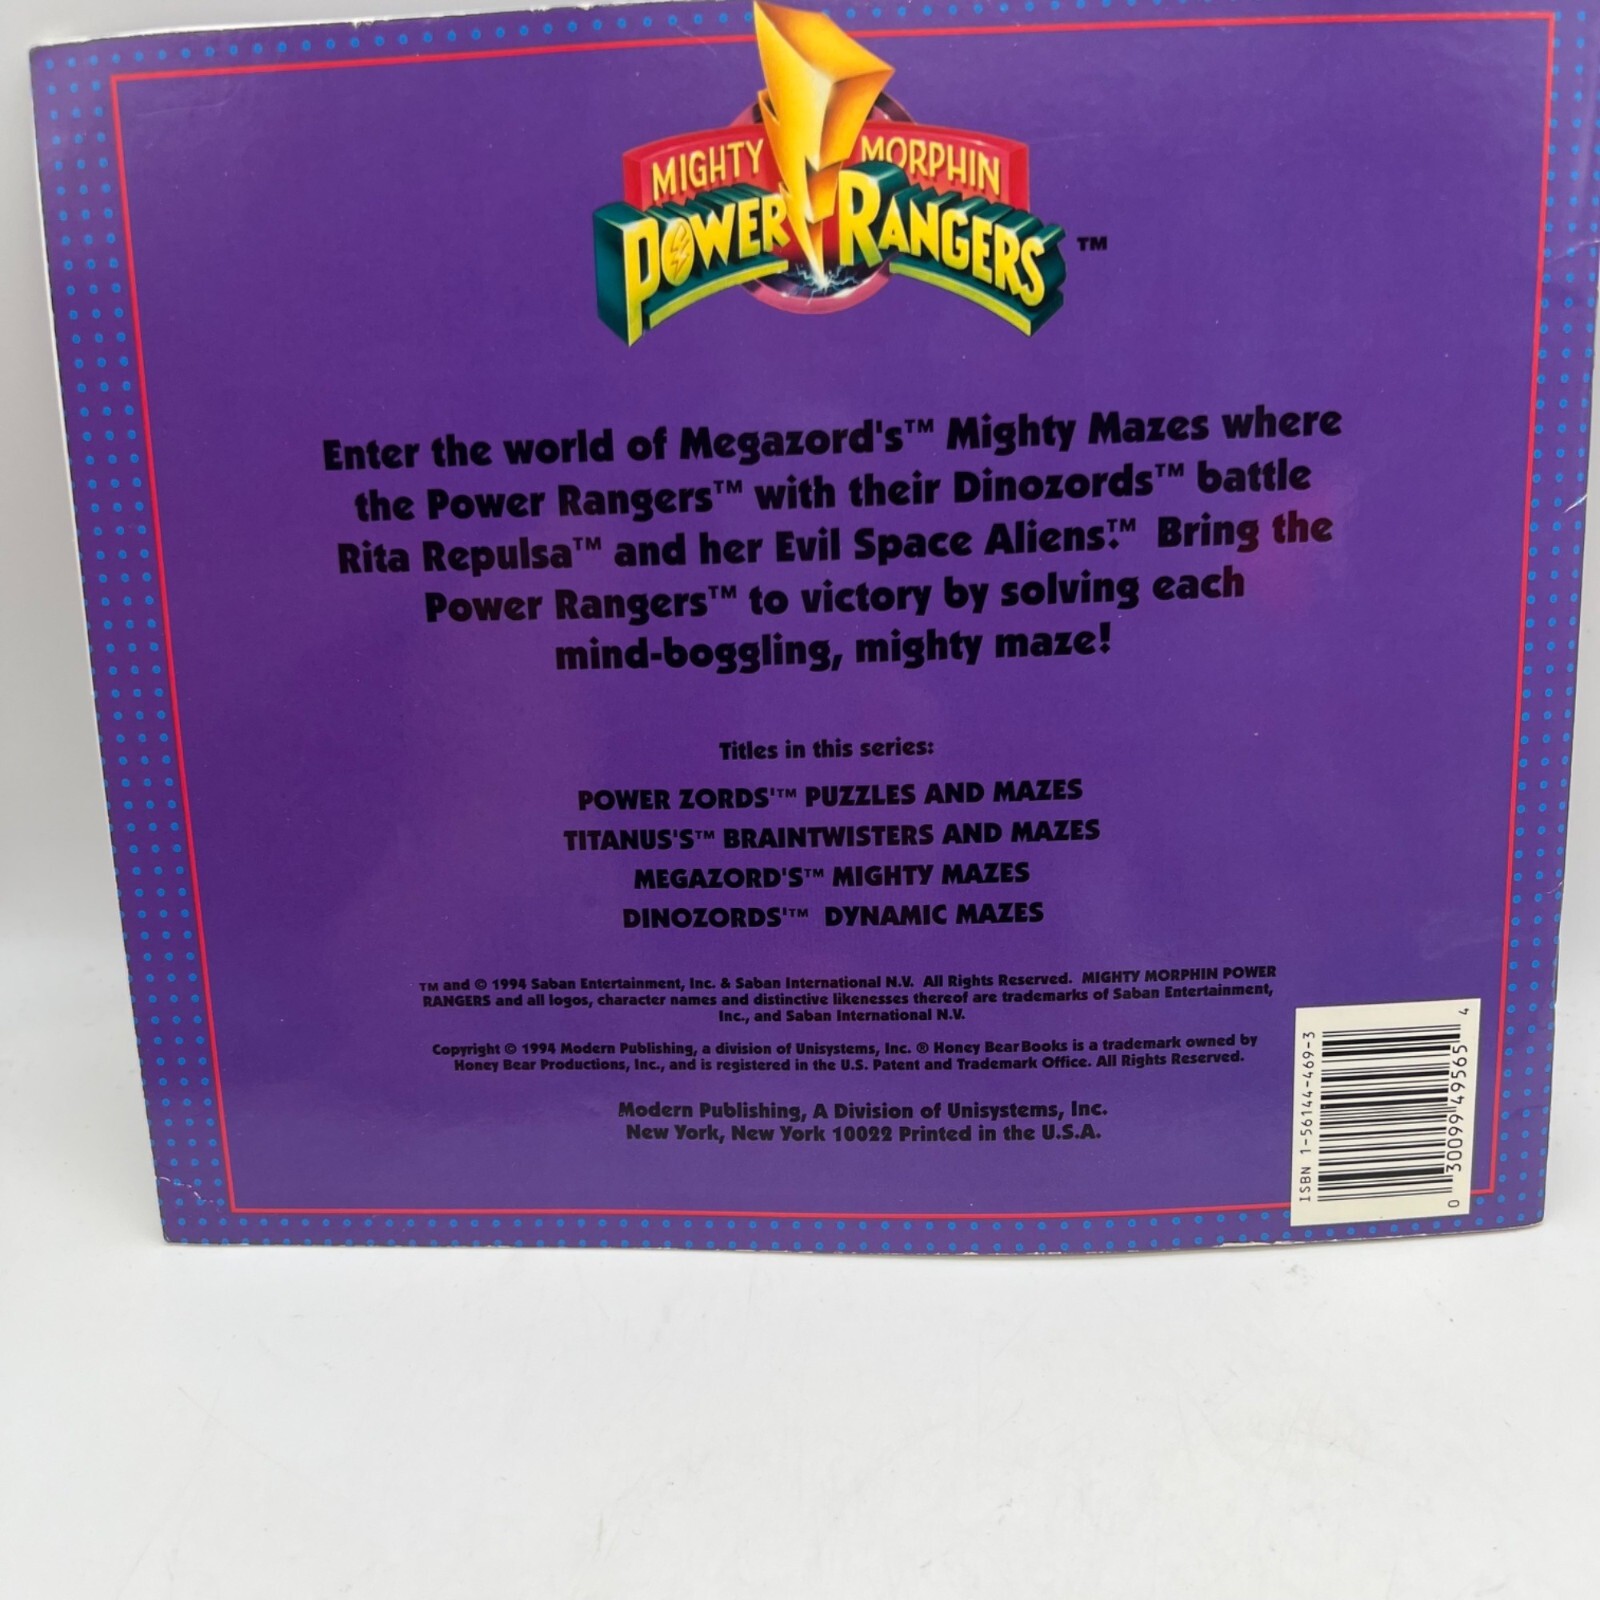 MIGHTY MORPHIN
POWER RANGERS ™
Enter the world of Megazord's™ Mighty Mazes where
the Power Rangers™ with their Dinozords™ battle
Rita Repulsa™ and her Evil Space Aliens.™ Bring the
Power Rangers™ to victory by solving each
mind-boggling, mighty maze!
Titles in this series:
POWER ZORDS'™ PUZZLES AND MAZES
TITANUS'S™ BRAINTWISTERS AND MAZES
MEGAZORD'S™ MIGHTY MAZES
DINOZORDS'™ DYNAMIC MAZES
TM and © 1994 Saban Entertainment, Inc. & Saban International N.V. All Rights Reserved. MIGHTY MORPHIN POWER
RANGERS and all logos, character names and distinctive likenesses thereof are trademarks of Saban Entertainment,
Inc., and Saban International N.V.
Copyright © 1994 Modern Publishing, a division of Unisystems, Inc. ® Honey Bear Books is a trademark owned by
Honey Bear Productions, Inc., and is registered in the U.S. Patent and Trademark Office. All Rights Reserved.
Modern Publishing, A Division of Unisystems, Inc.
New York, New York 10022 Printed in the U.S.A.
ISBN 1-56144-469-3
0 30099 49565 4